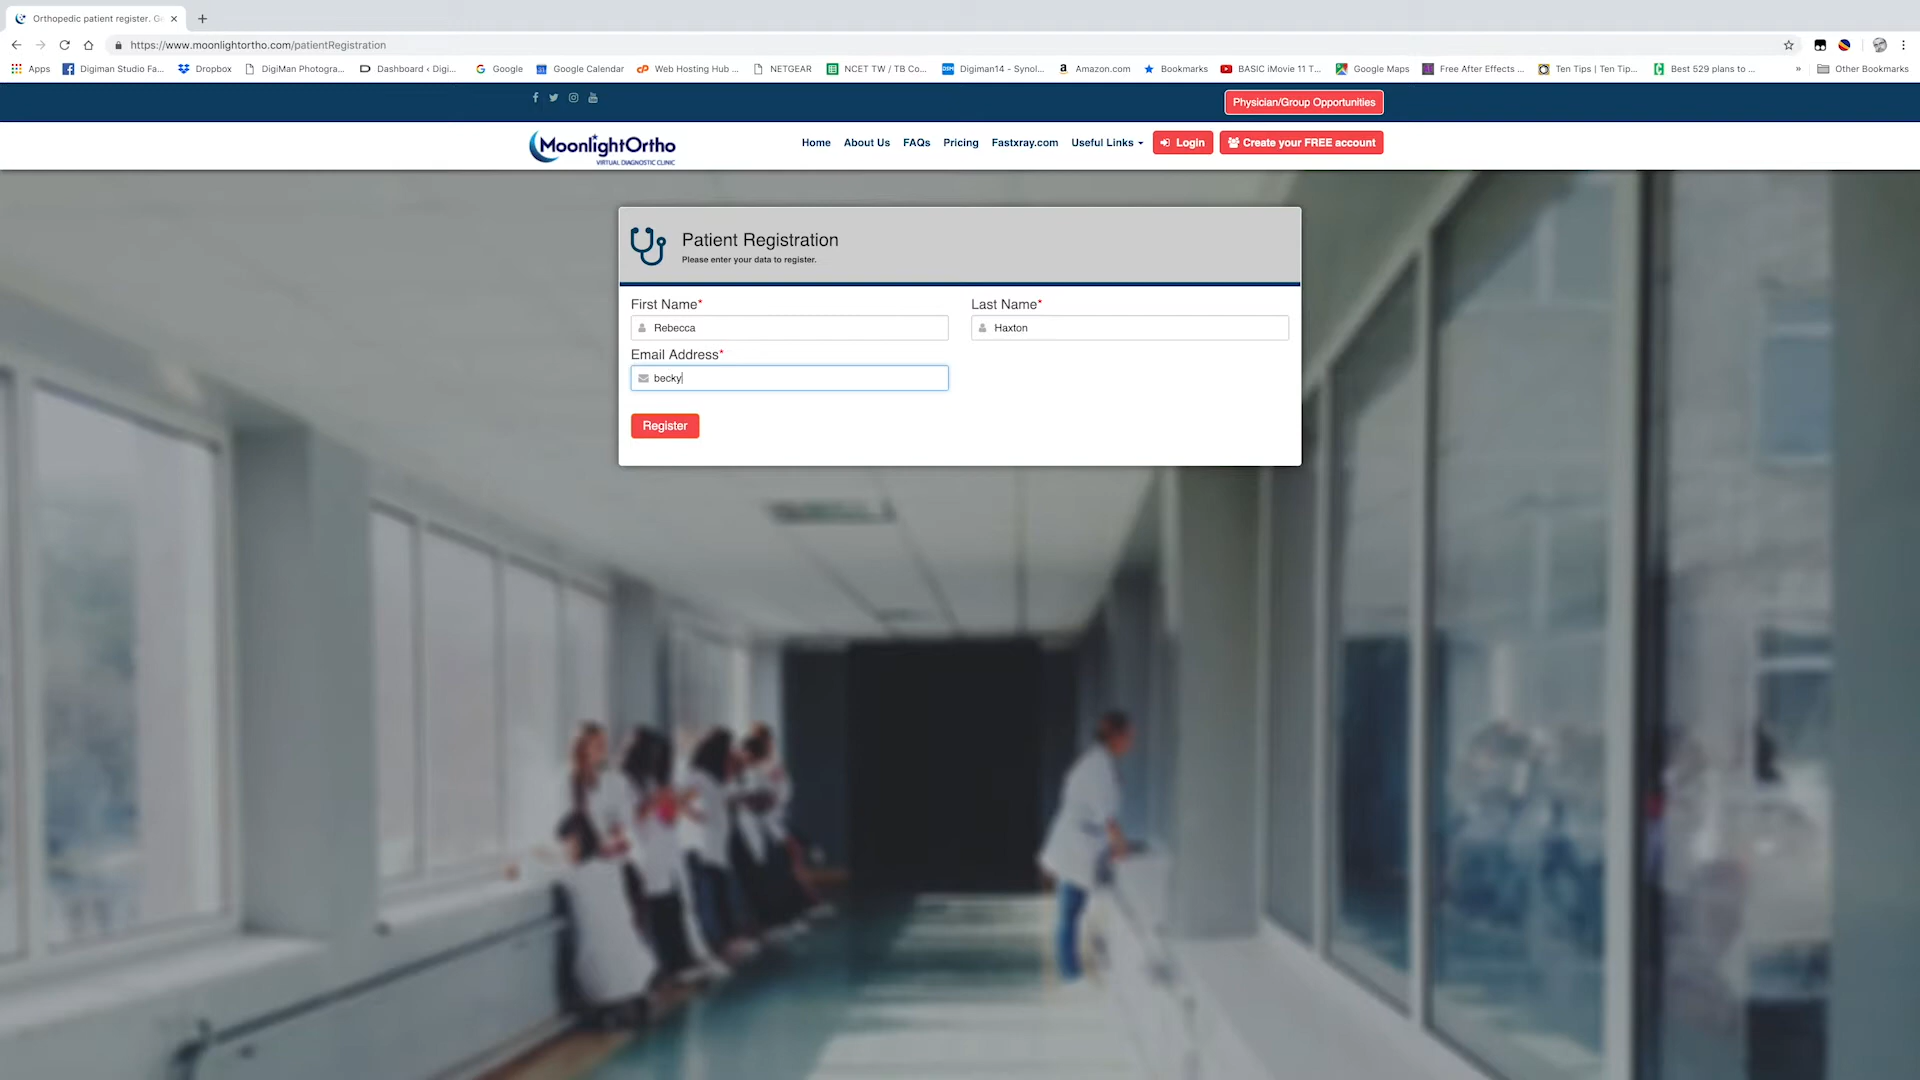 Orthopedic patient register. Ge
https://www.moonlightortho.com/patientRegistration
Apps Digiman Studio Fa... Dropbox DigiMan Photogra... Dashboard ‹ Digi... Google Google Calendar Web Hosting Hub ... NETGEAR NCET TW / TB Co... Digiman14 - Synol... Amazon.com Bookmarks BASIC iMovie 11 T... Google Maps Free After Effects ... Ten Tips | Ten Tip... Best 529 plans to ... » Other Bookmarks
Physician/Group Opportunities
MoonlightOrtho
VIRTUAL DIAGNOSTIC CLINIC
Home About Us FAQs Pricing Fastxray.com Useful Links Login Create your FREE account
Patient Registration
Please enter your data to register.
First Name* Last Name*
Rebecca Haxton
Email Address*
becky
Register